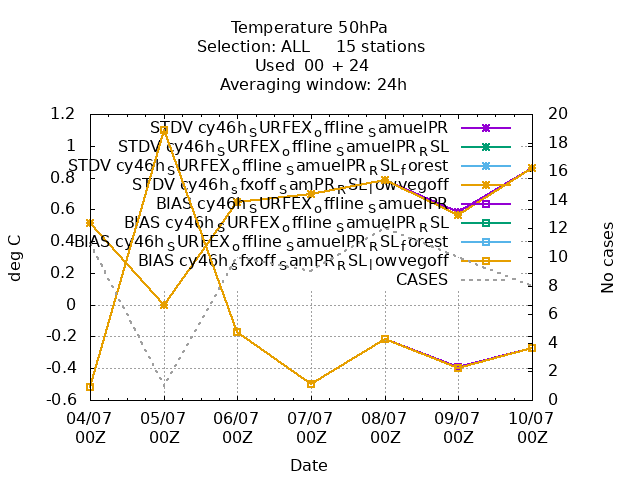 Temperature 50hPa
Selection: ALL 15 stations
Used 00 + 24
Averaging window: 24h
1.2
1
0.8
0.6
0.4
0.2
0
-0.2
-0.4
-0.6
deg C
STDV cy46h_SURFEX_offline_SamuelPR
STDV cy46h_SURFEX_offline_SamuelPR_RSL
STDV cy46h_SURFEX_offline_SamuelPR_RSL_forest
STDV cy46h_sfxoff_SamPR_RSL_lowvegoff
BIAS cy46h_SURFEX_offline_SamuelPR
BIAS cy46h_SURFEX_offline_SamuelPR_RSL
BIAS cy46h_SURFEX_offline_SamuelPR_RSL_forest
BIAS cy46h_sfxoff_SamPR_RSL_lowvegoff
CASES
20
18
16
14
12
10
8
6
4
2
0
No cases
04/07 05/07 06/07 07/07 08/07 09/07 10/07
00Z 00Z 00Z 00Z 00Z 00Z 00Z
Date